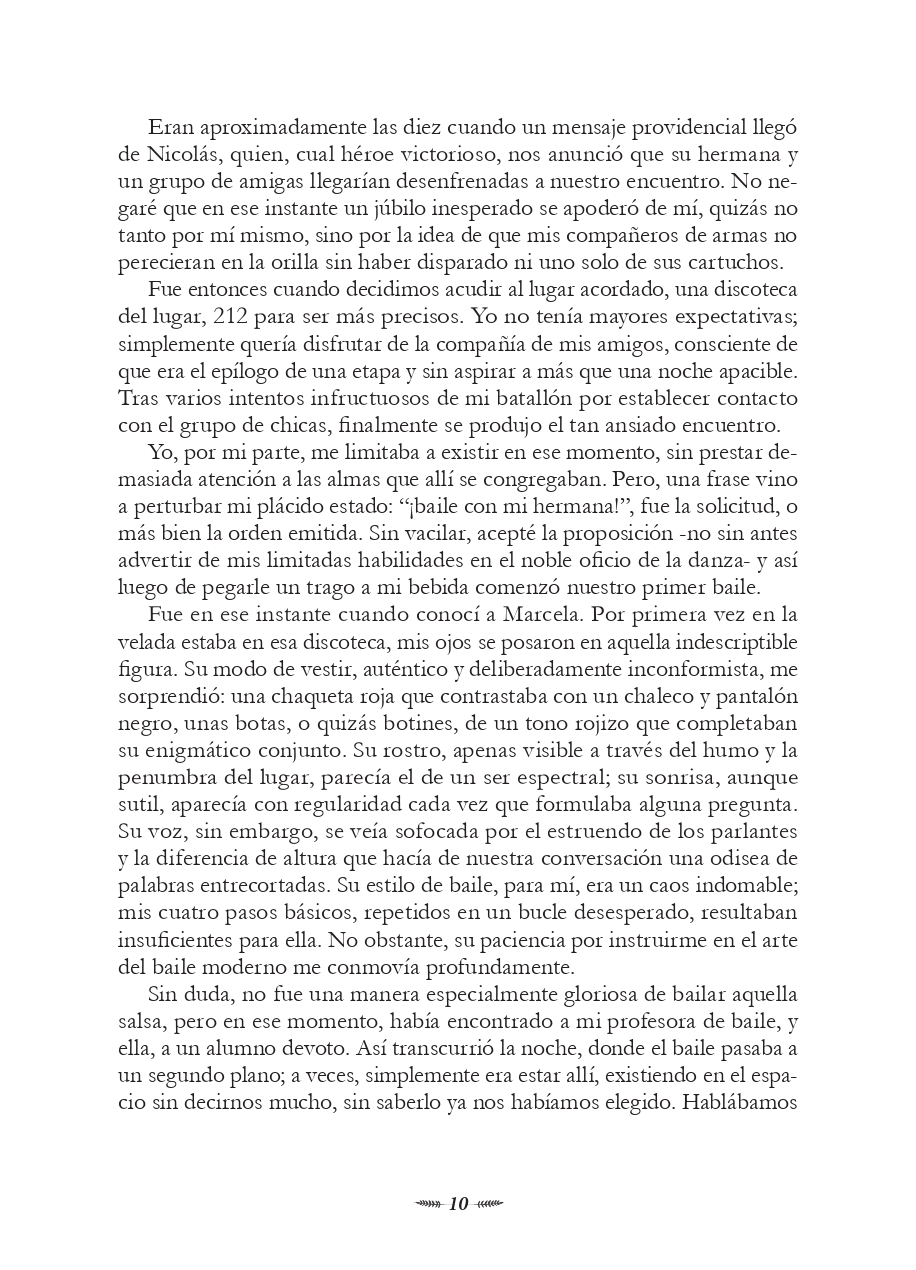 Eran aproximadamente las diez cuando un mensaje providencial llegó
de Nicolás, quien, cual héroe victorioso, nos anunció que su hermana y
un grupo de amigas llegarían desenfrenadas a nuestro encuentro. No ne-
garé que en ese instante un júbilo inesperado se apoderó de mí, quizás no
tanto por mí mismo, sino por la idea de que mis compañeros de armas no
perecieran en la orilla sin haber disparado ni uno solo de sus cartuchos.
Fue entonces cuando decidimos acudir al lugar acordado, una discoteca
del lugar, 212 para ser más precisos. Yo no tenía mayores expectativas;
simplemente quería disfrutar de la compañía de mis amigos, consciente de
que era el epílogo de una etapa y sin aspirar a más que una noche apacible.
Tras varios intentos infructuosos de mi batallón por establecer contacto
con el grupo de chicas, finalmente se produjo el tan ansiado encuentro.
Yo, por mi parte, me limitaba a existir en ese momento, sin prestar de-
masiada atención a las almas que allí se congregaban. Pero, una frase vino
a perturbar mi plácido estado: “¡baile con mi hermana!”, fue la solicitud, o
más bien la orden emitida. Sin vacilar, acepté la proposición -no sin antes
advertir de mis limitadas habilidades en el noble oficio de la danza- y así
luego de pegarle un trago a mi bebida comenzó nuestro primer baile.
Fue en ese instante cuando conocí a Marcela. Por primera vez en la
velada estaba en esa discoteca, mis ojos se posaron en aquella indescriptible
figura. Su modo de vestir, auténtico y deliberadamente inconformista, me
sorprendió: una chaqueta roja que contrastaba con un chaleco y pantalón
negro, unas botas, o quizás botines, de un tono rojizo que completaban
su enigmático conjunto. Su rostro, apenas visible a través del humo y la
penumbra del lugar, parecía el de un ser espectral; su sonrisa, aunque
sutil, aparecía con regularidad cada vez que formulaba alguna pregunta.
Su voz, sin embargo, se veía sofocada por el estruendo de los parlantes
y la diferencia de altura que hacía de nuestra conversación una odisea de
palabras entrecortadas. Su estilo de baile, para mí, era un caos indomable;
mis cuatro pasos básicos, repetidos en un bucle desesperado, resultaban
insuficientes para ella. No obstante, su paciencia por instruirme en el arte
del baile moderno me conmovía profundamente.
Sin duda, no fue una manera especialmente gloriosa de bailar aquella
salsa, pero en ese momento, había encontrado a mi profesora de baile, y
ella, a un alumno devoto. Así transcurrió la noche, donde el baile pasaba a
un segundo plano; a veces, simplemente era estar allí, existiendo en el espa-
cio sin decirnos mucho, sin saberlo ya nos habíamos elegido. Hablábamos
10